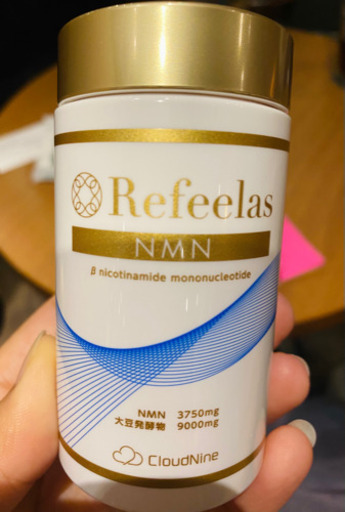 Refeelas
NMN
β nicotinamide mononucleotide
NMN 3750mg
大豆発酵物 9000mg
CloudNine